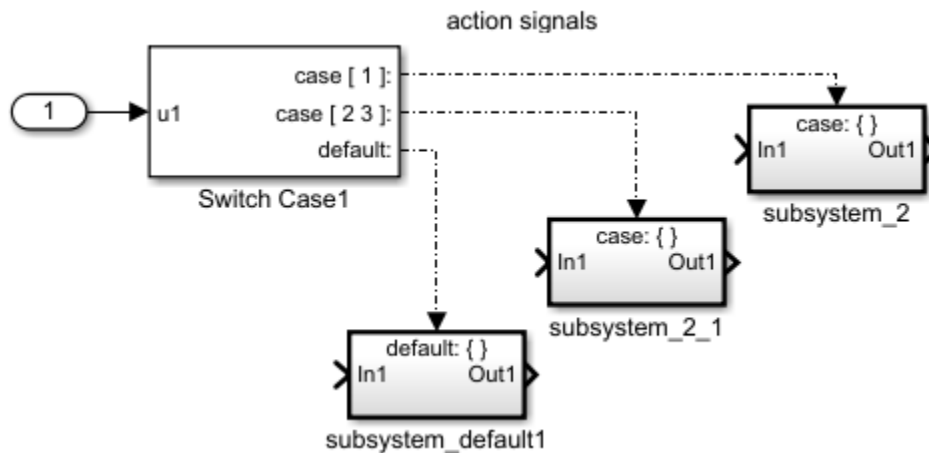 action signals
1
u1
case [ 1 ]:
case [ 2 3 ]:
default:
Switch Case1
case: { }
In1
Out1
subsystem_2
case: { }
In1
Out1
subsystem_2_1
default: { }
In1
Out1
subsystem_default1